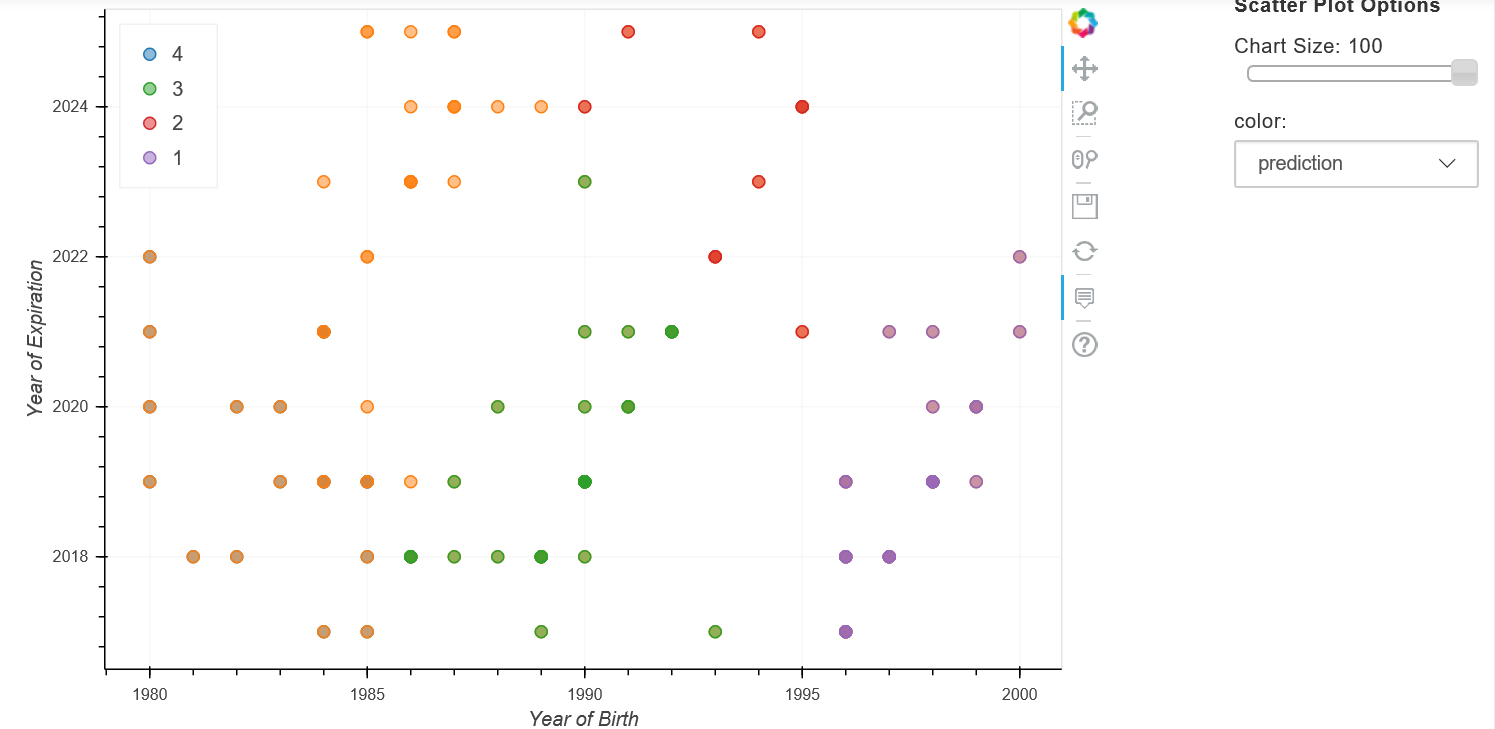 Scatter Plot Options
Chart Size: 100
color:
prediction
4
3
2
1
2024
2022
2020
2018
Year of Expiration
1980 1985 1990 1995 2000
Year of Birth